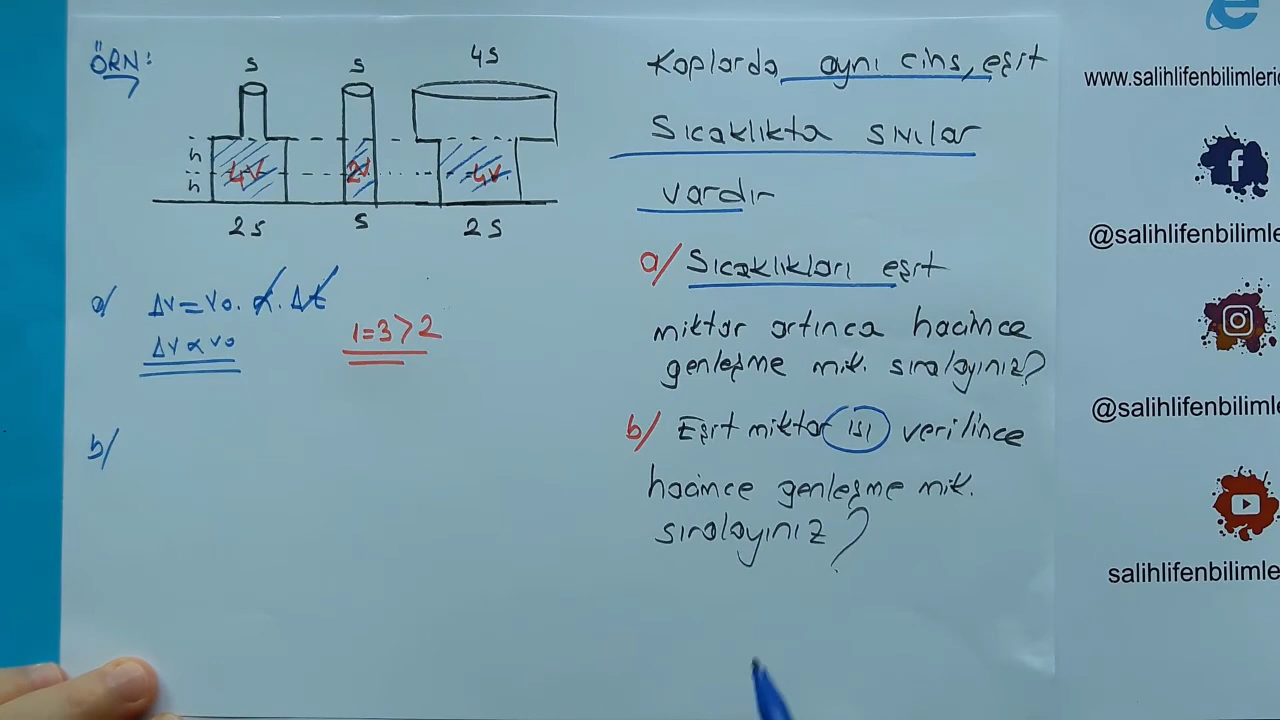 ÖRN:
S
S
4S
h
h
4V
2V
4V
2S
S
2S
a/ ΔV=V0.α.Δt
ΔV∝V0
1=3>2
b/
Kaplarda aynı cins, eşit
Sıcaklıkta sıvılar
vardır
a/ Sıcaklıkları eşit
miktar artınca hacimce
genleşme mik. sıralayınız?
b/ Eşit miktar ısı verilince
hacimce genleşme mik.
sıralayınız?
www.salihlifenbilimleri
@salihlifenbilimle
@salihlifenbilimle
salihlifenbilimle